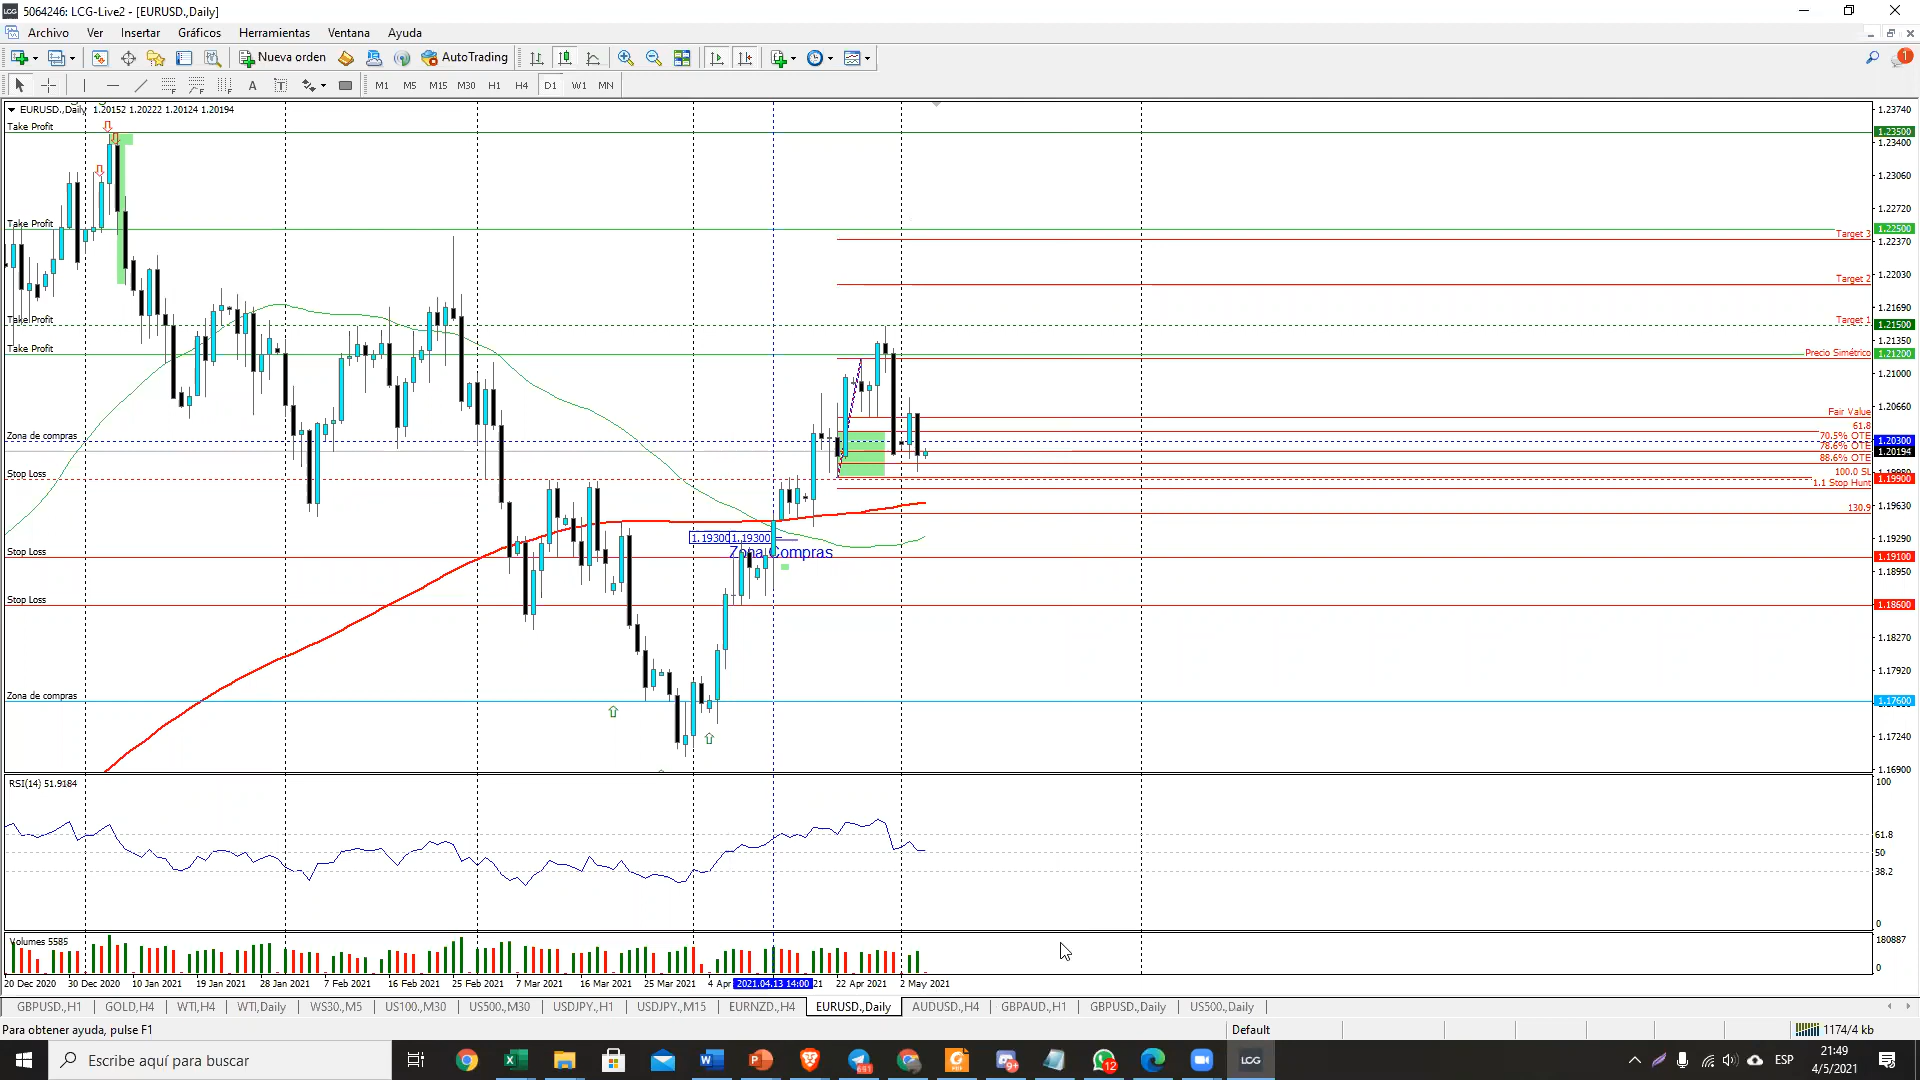 5064246: LCG-Live2 - [EURUSD.,Daily]
Archivo Ver Insertar Gráficos Herramientas Ventana Ayuda
Nueva orden AutoTrading
M1 M5 M15 M30 H1 H4 D1 W1 MN
EURUSD.,Daily 1.20152 1.20222 1.20124 1.20194
1.23740
Take Profit
1.23500
1.23400
1.23060
1.22720
Take Profit
1.22500
Target 3
1.22370
1.22030
Target 2
1.21690
Take Profit
Target 1
1.21500
1.21350
Take Profit
Precio Simétrico
1.21200
1.21000
1.20660
Fair Value
61.8
Zona de compras
70.5% OTE
1.20300
78.6% OTE
1.20194
88.6% OTE
Stop Loss
100.0 SL
1.19900
1.1 Stop Hunt
1.19630
130.9
1.19300 1.19300
1.19290
Zona Compras
Stop Loss
1.19100
1.18950
Stop Loss
1.18600
1.18270
1.17920
Zona de compras
1.17600
1.17240
1.16900
RSI(14) 51.9184
100
61.8
50
38.2
0
Volumes 5585
180887
0
20 Dec 2020 30 Dec 2020 10 Jan 2021 19 Jan 2021 28 Jan 2021 7 Feb 2021 16 Feb 2021 25 Feb 2021 7 Mar 2021 16 Mar 2021 25 Mar 2021 4 Apr 2021.04.13 14:00 21 22 Apr 2021 2 May 2021
GBPUSD.,H1 GOLD,H4 WTI,H4 WTI,Daily WS30.,M5 US100.,M30 US500.,M30 USDJPY.,H1 USDJPY.,M15 EURNZD.,H4 EURUSD.,Daily AUDUSD.,H4 GBPAUD.,H1 GBPUSD.,Daily US500.,Daily
Para obtener ayuda, pulse F1
Default
1174/4 kb
Escribe aquí para buscar
LCG
ESP
21:49
4/5/2021